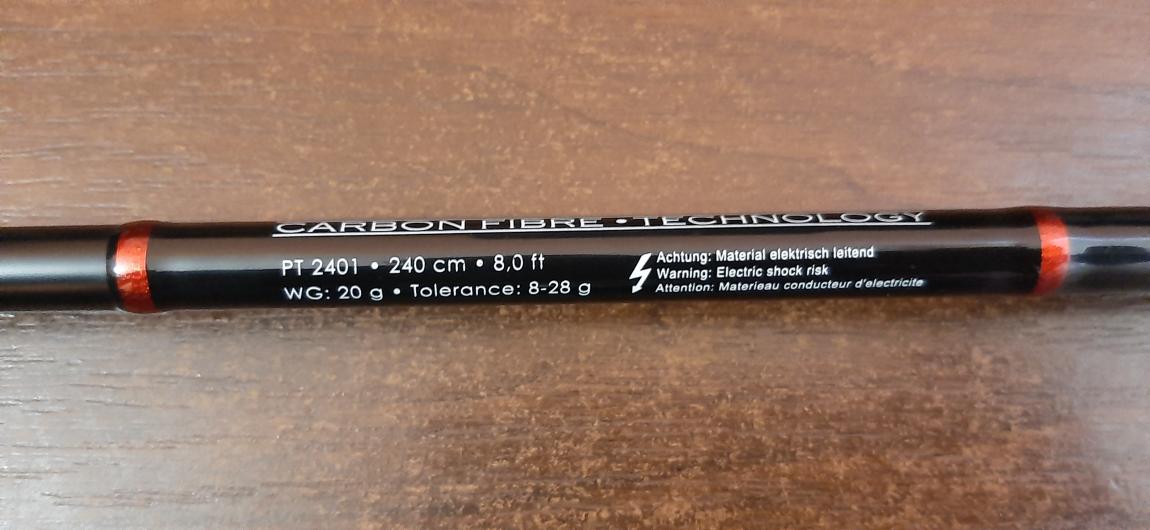 CARBON FIBRE • TECHNOLOGY
PT 2401 • 240 cm • 8,0 ft
WG: 20 g • Tolerance: 8-28 g
Achtung: Material elektrisch leitend
Warning: Electric shock risk
Attention: Materieau conducteur d'electricite